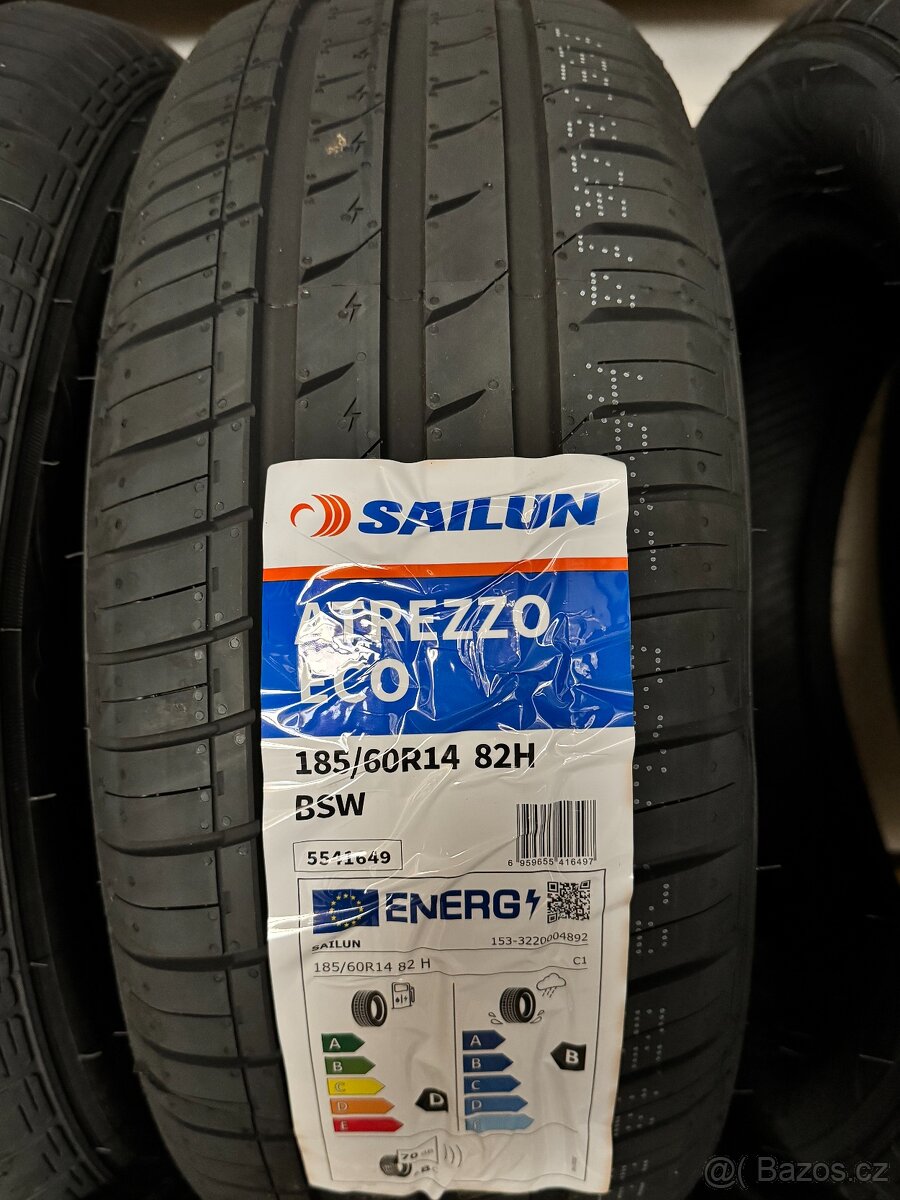 SAILUN
ATREZZO
ECO
185/60R14 82H
BSW
5541649
6 959655 416497
ENERG
SAILUN
153-3220004892
185/60R14 82 H
C1
A
B
C
D
E
D
A
B
C
D
B
70 dB
@( Bazos.cz